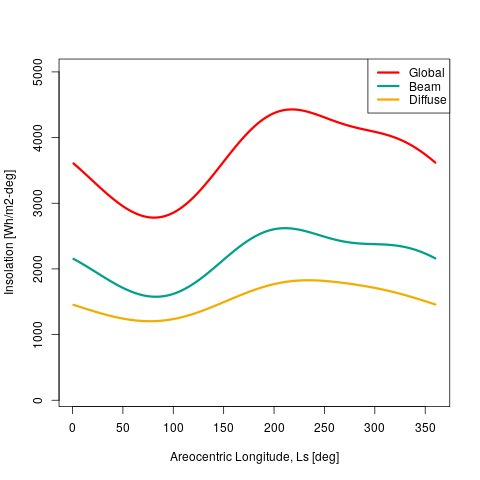 Global
Beam
Diffuse
5000
4000
3000
2000
1000
0
Insolation [Wh/m2-deg]
0 50 100 150 200 250 300 350
Areocentric Longitude, Ls [deg]